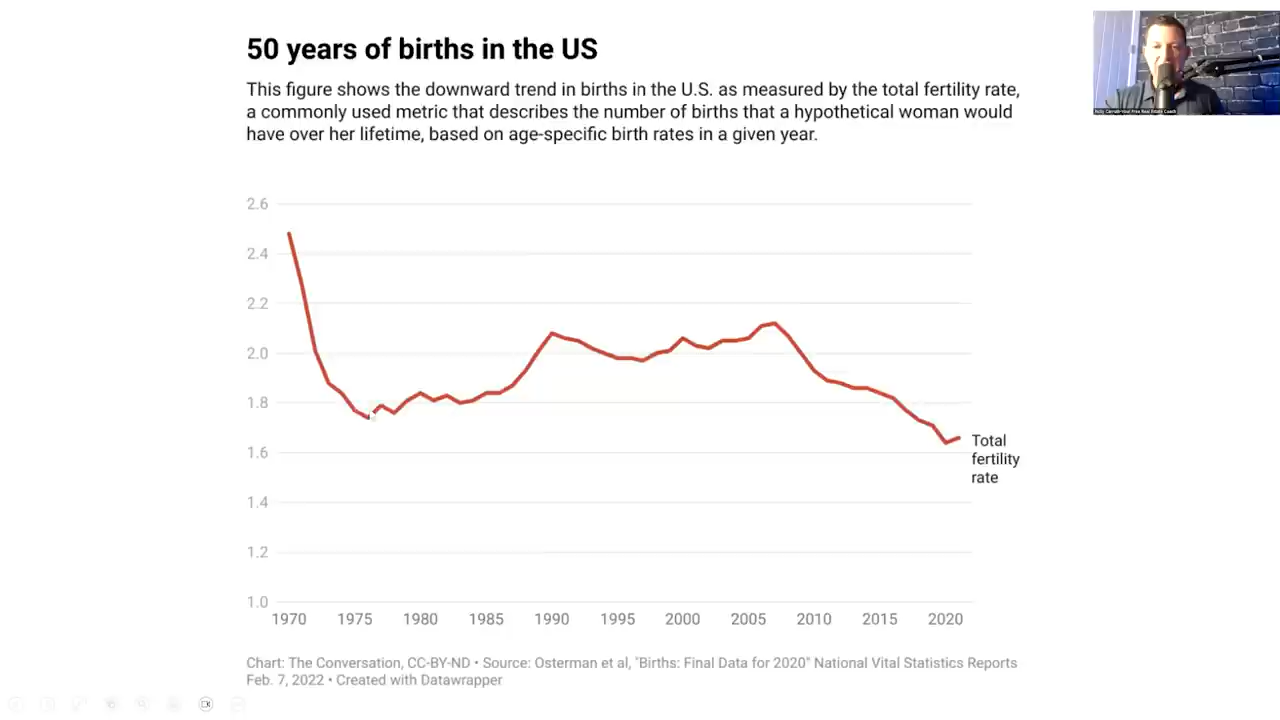 50 years of births in the US
This figure shows the downward trend in births in the U.S. as measured by the total fertility rate,
a commonly used metric that describes the number of births that a hypothetical woman would
have over her lifetime, based on age-specific birth rates in a given year.
2.6
2.4
2.2
2.0
1.8
1.6
1.4
1.2
1.0
Total
fertility
rate
1970 1975 1980 1985 1990 1995 2000 2005 2010 2015 2020
Chart: The Conversation, CC-BY-ND • Source: Osterman et al, "Births: Final Data for 2020" National Vital Statistics Reports
Feb. 7, 2022 • Created with Datawrapper